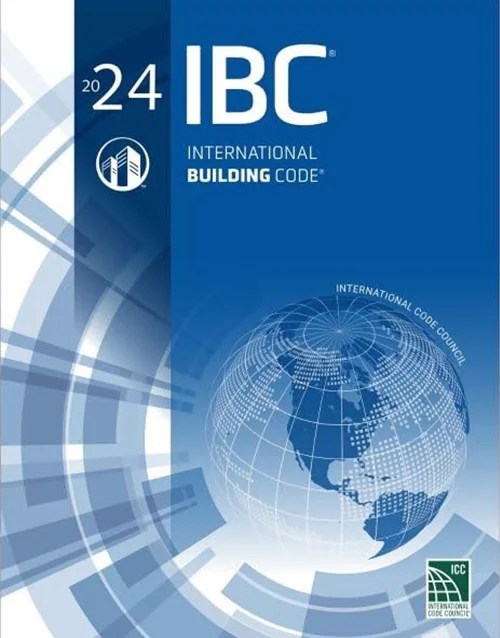 2024
IBC®
INTERNATIONAL
BUILDING CODE®
INTERNATIONAL CODE COUNCIL
ICC
INTERNATIONAL
CODE COUNCIL